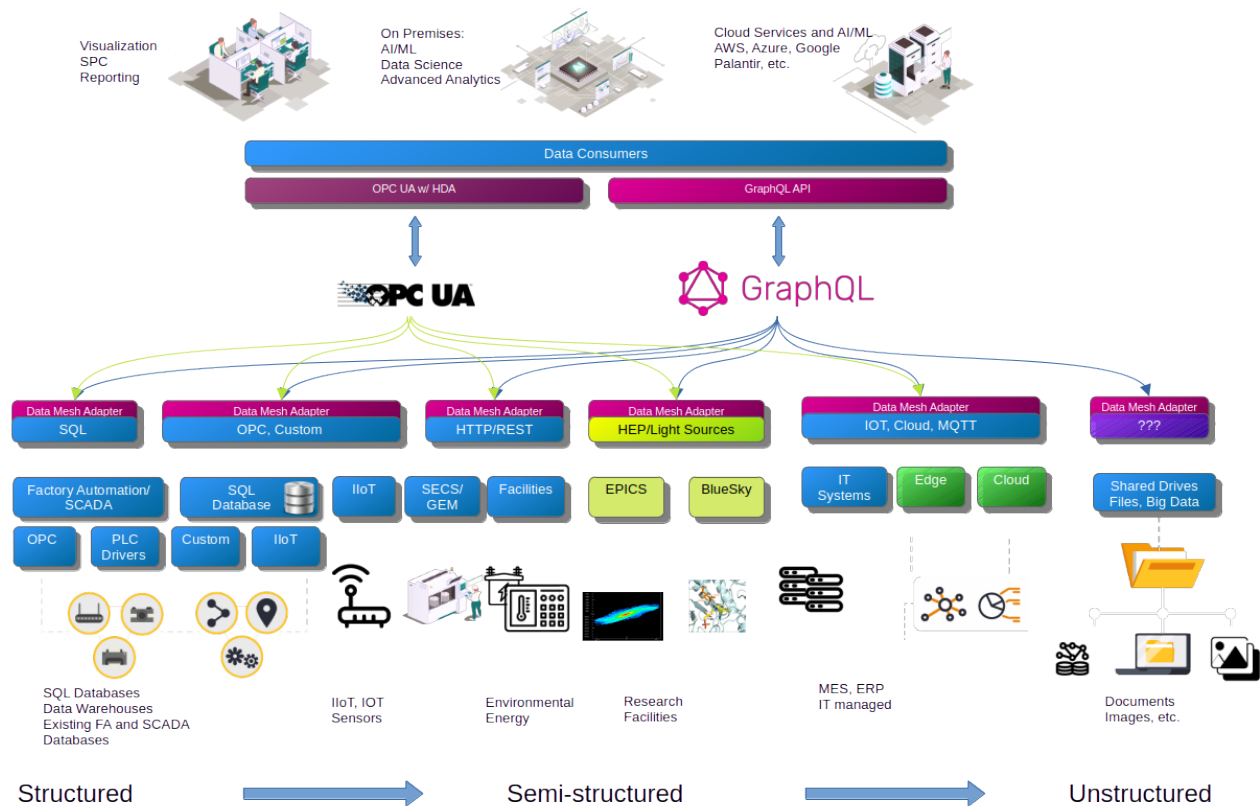 Visualization
SPC
Reporting
On Premises:
AI/ML
Data Science
Advanced Analytics
Cloud Services and AI/ML
AWS, Azure, Google
Palantir, etc.
Data Consumers
OPC UA w/ HDA
GraphQL API
OPC UA
GraphQL
Data Mesh Adapter
SQL
Data Mesh Adapter
OPC, Custom
Data Mesh Adapter
HTTP/REST
Data Mesh Adapter
HEP/Light Sources
Data Mesh Adapter
IOT, Cloud, MQTT
Data Mesh Adapter
???
Factory Automation/
SCADA
SQL
Database
IIoT
SECS/
GEM
Facilities
EPICS
BlueSky
IT
Systems
Edge
Cloud
Shared Drives
Files, Big Data
OPC
PLC
Drivers
Custom
IIoT
SQL Databases
Data Warehouses
Existing FA and SCADA
Databases
IIoT, IOT
Sensors
Environmental
Energy
Research
Facilities
MES, ERP
IT managed
Documents
Images, etc.
Structured
Semi-structured
Unstructured